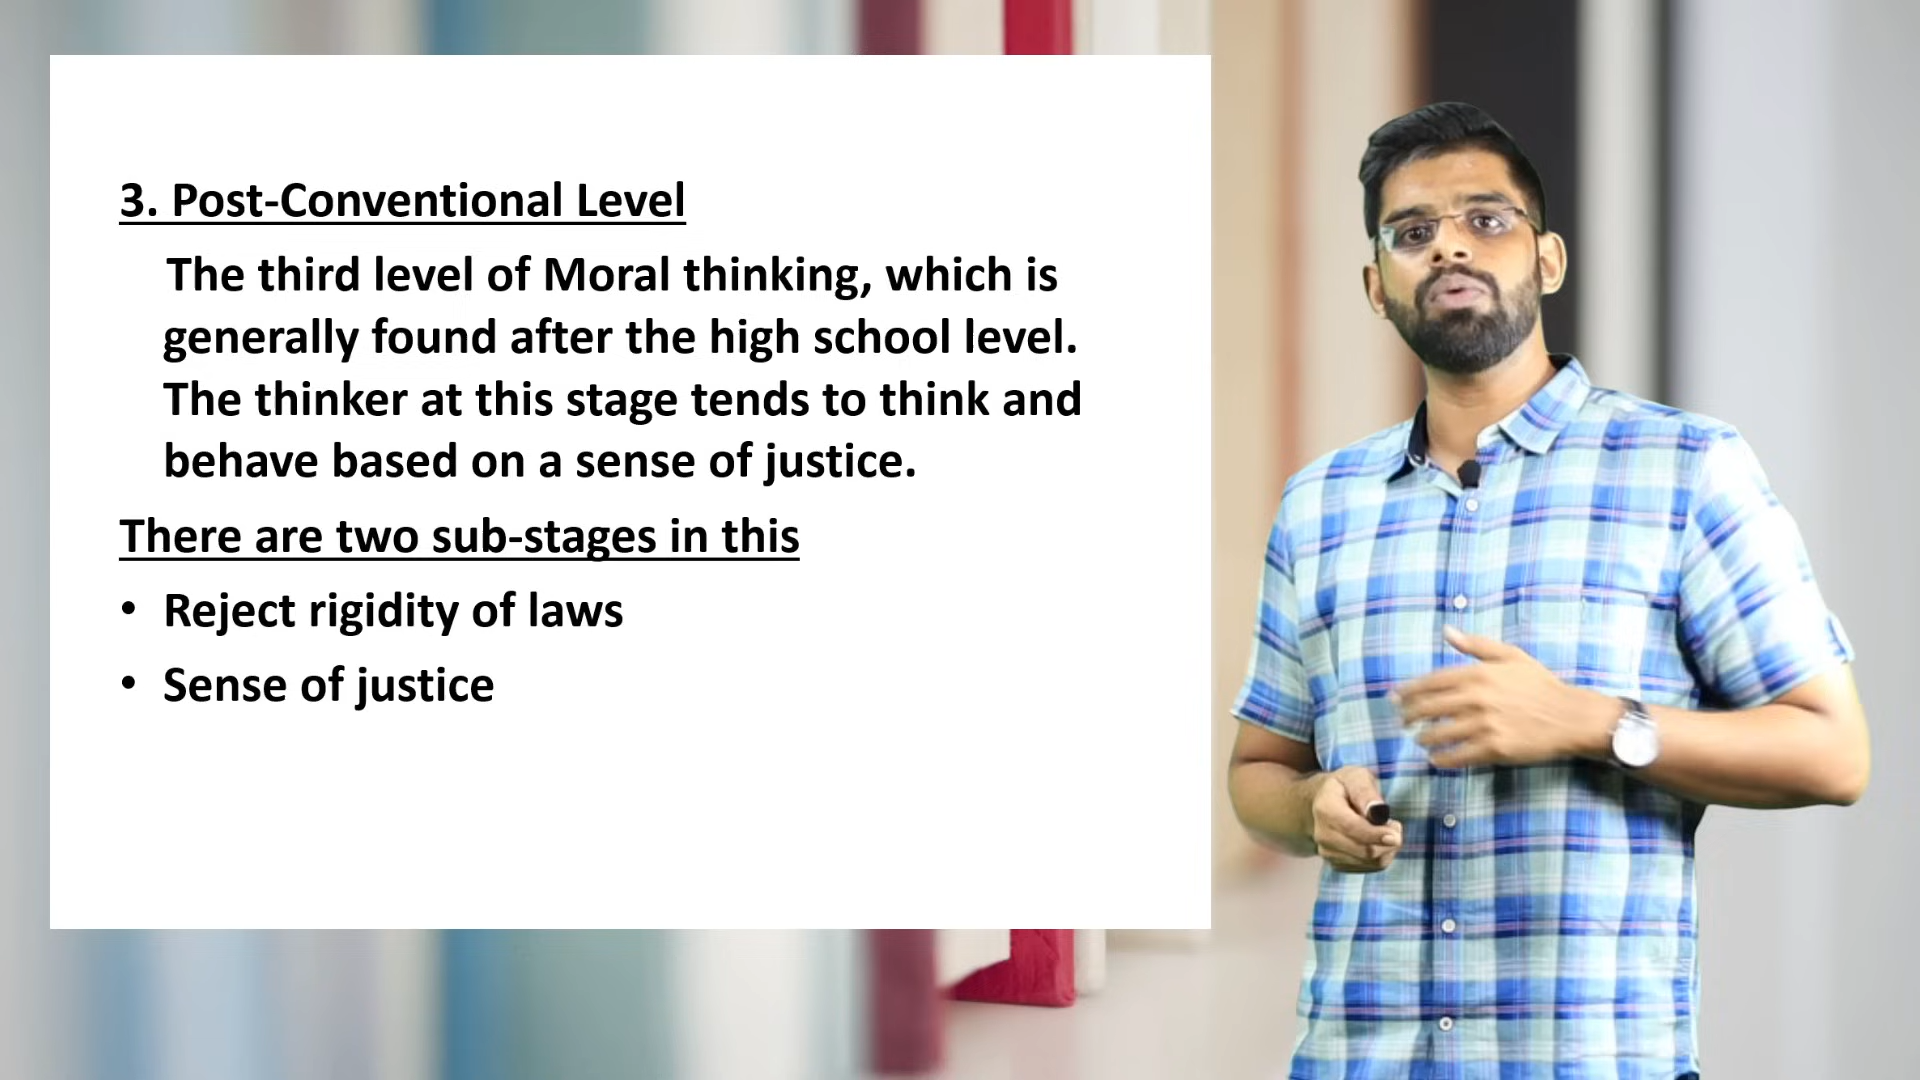 3. Post-Conventional Level
The third level of Moral thinking, which is
generally found after the high school level.
The thinker at this stage tends to think and
behave based on a sense of justice.
There are two sub-stages in this
• Reject rigidity of laws
• Sense of justice